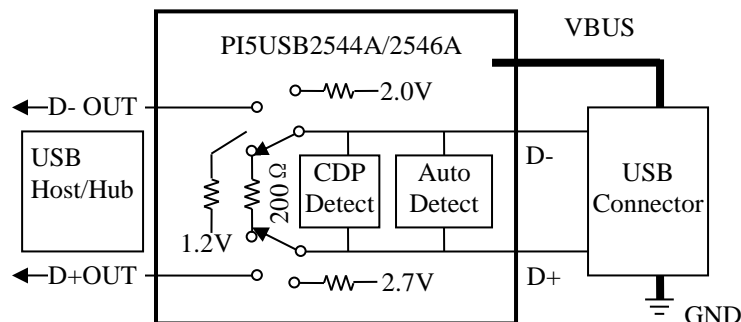 PI5USB2544A/2546A
VBUS
D- OUT
2.0V
USB
Host/Hub
200 Ω
CDP
Detect
Auto
Detect
D-
USB
Connector
1.2V
D+OUT
2.7V
D+
GND